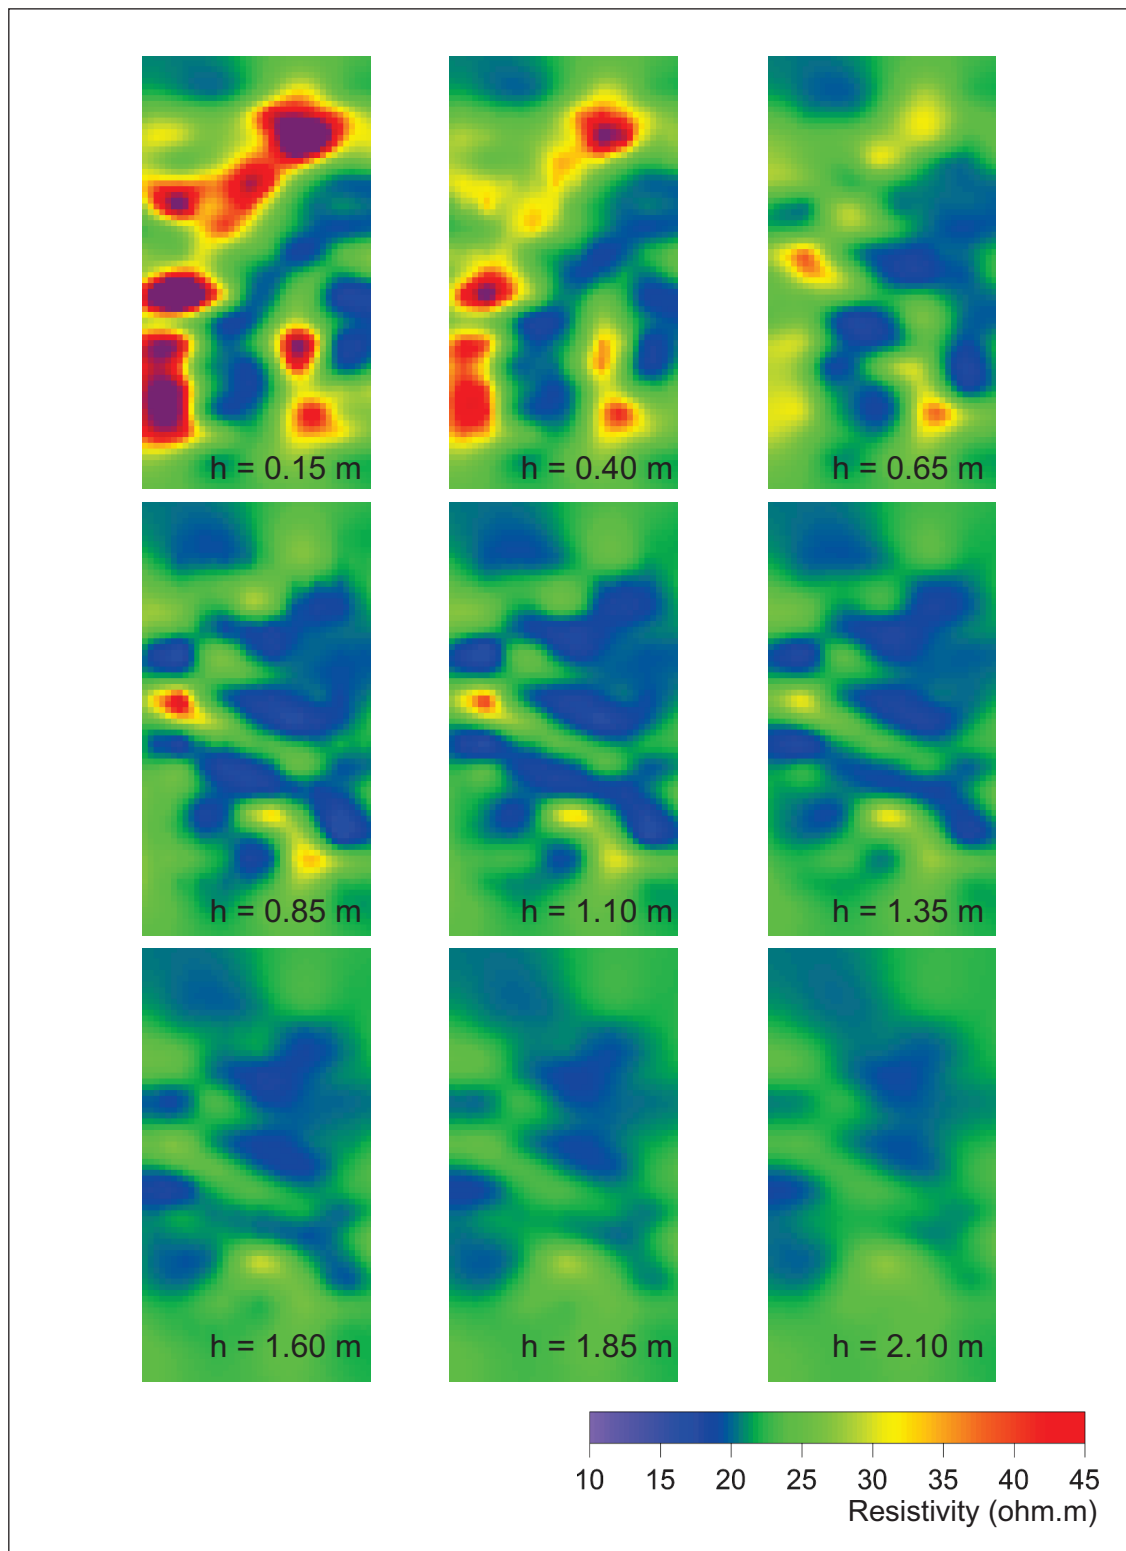 h = 0.15 m
h = 0.40 m
h = 0.65 m
h = 0.85 m
h = 1.10 m
h = 1.35 m
h = 1.60 m
h = 1.85 m
h = 2.10 m
10 15 20 25 30 35 40 45
Resistivity (ohm.m)